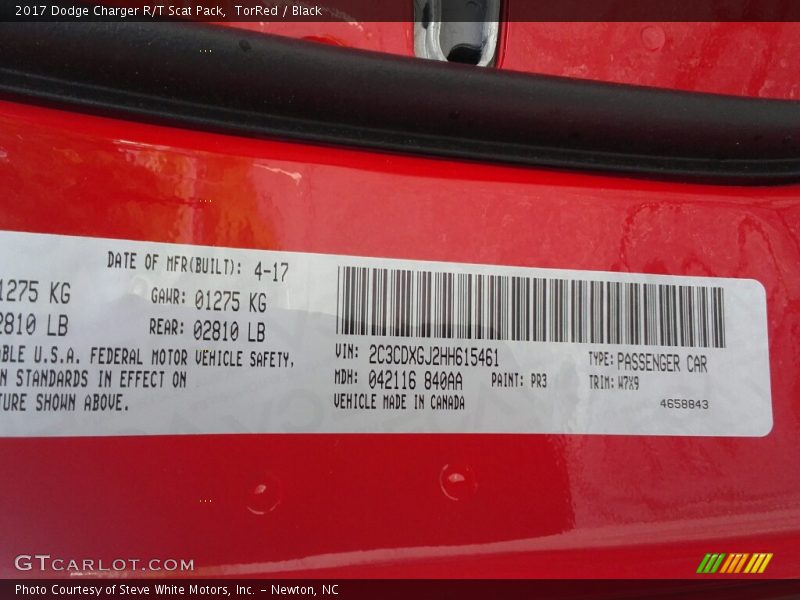 2017 Dodge Charger R/T Scat Pack, TorRed / Black
DATE OF MFR(BUILT): 4-17
1275 KG GAWR: 01275 KG
2810 LB REAR: 02810 LB
U.S.A. FEDERAL MOTOR VEHICLE SAFETY,
STANDARDS IN EFFECT ON
SHOWN ABOVE.
VIN: 2C3CDXGJ2HH615461 TYPE: PASSENGER CAR
MDH: 042116 840AA PAINT: PR3 TRIM: W7X9
VEHICLE MADE IN CANADA 4658843
GTCARLOT.COM
Photo Courtesy of Steve White Motors, Inc. – Newton, NC